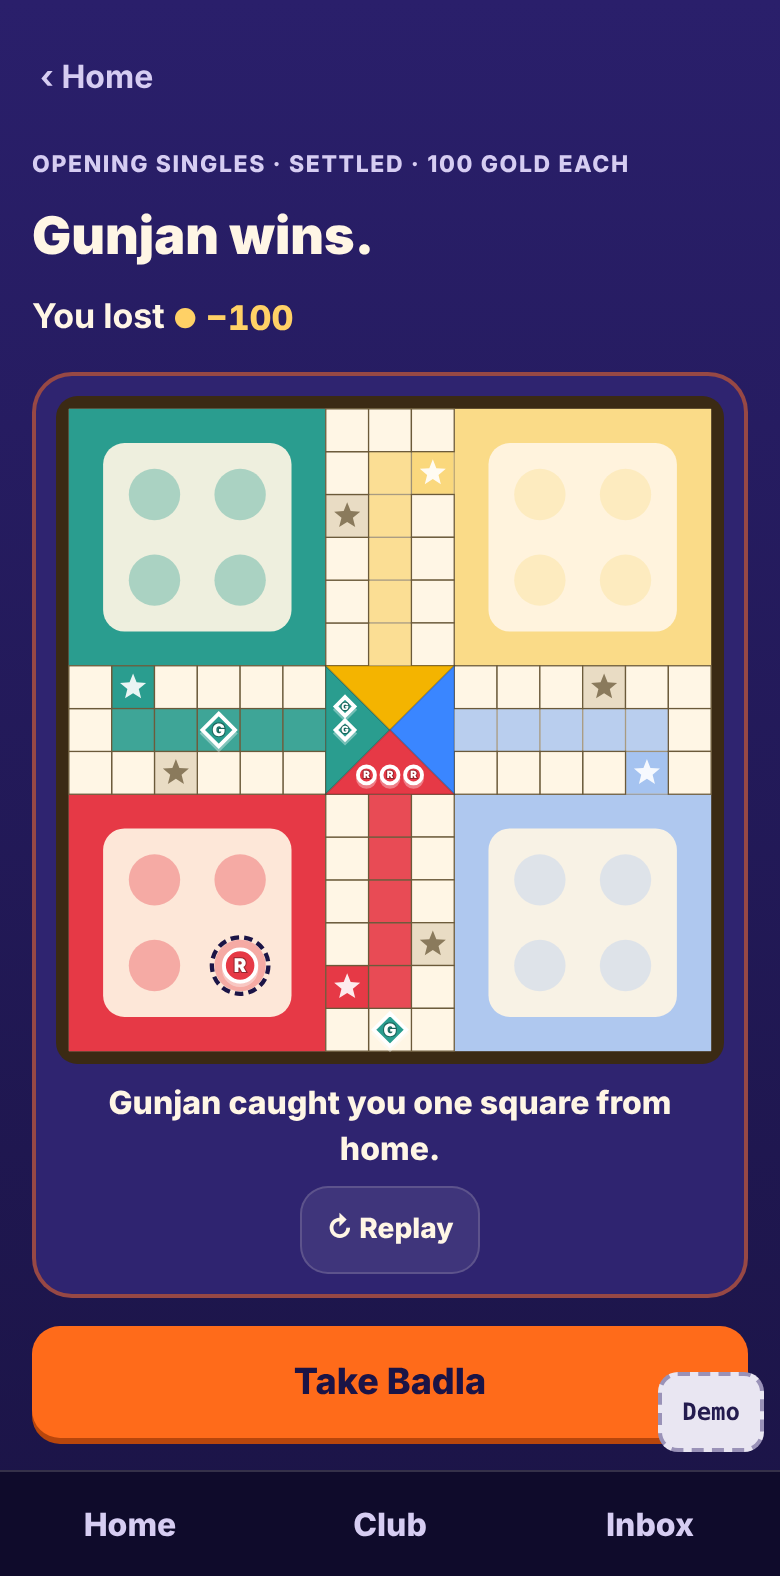 ‹ Home
OPENING SINGLES · SETTLED · 100 GOLD EACH
Gunjan wins.
You lost −100
G
G
G
R R R
R
G
Gunjan caught you one square from
home.
↻ Replay
Take Badla
Demo
Home Club Inbox